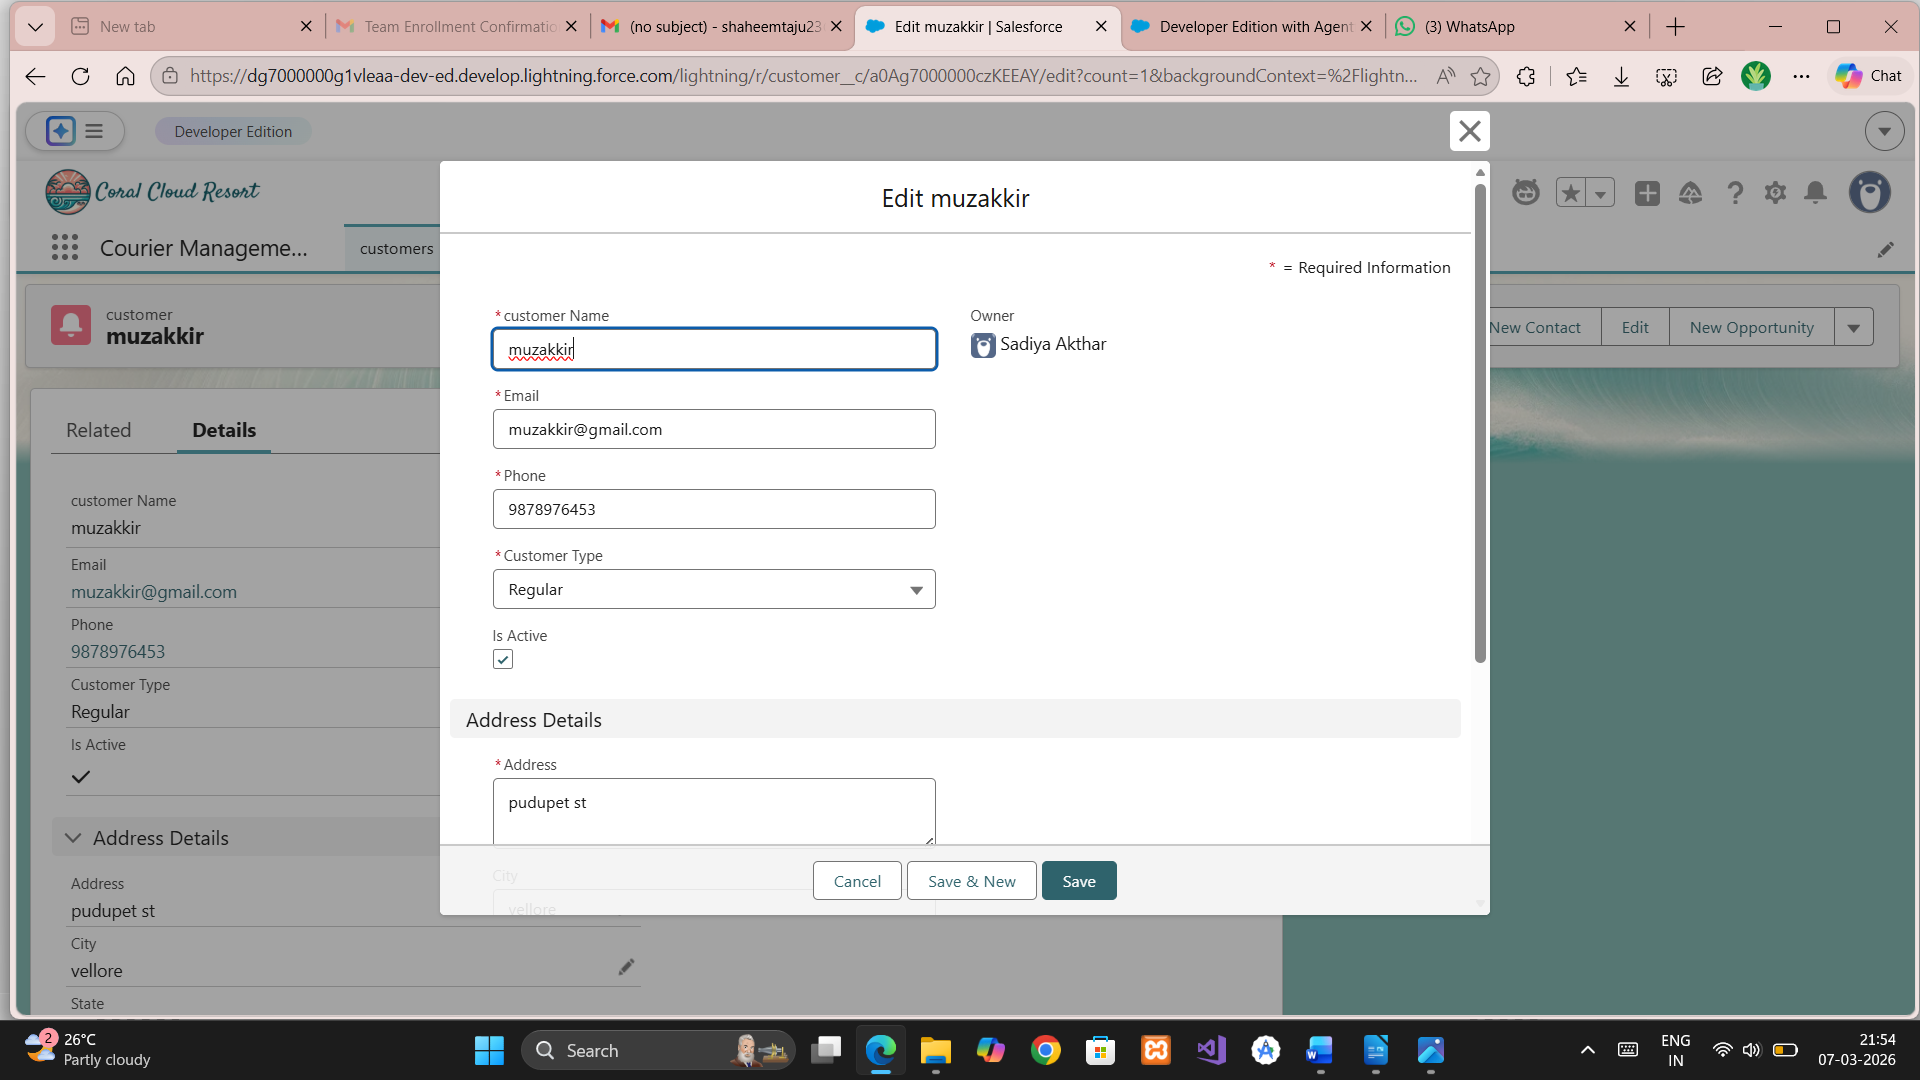 New tab
Team Enrollment Confirmatio
(no subject) - shaheemtaju23
Edit muzakkir | Salesforce
Developer Edition with Agent
(3) WhatsApp
https://dg7000000g1vleaa-dev-ed.develop.lightning.force.com/lightning/r/customer__c/a0Ag7000000czKEEAY/edit?count=1&backgroundContext=%2Flightn...
Chat
Developer Edition
Coral Cloud Resort
Courier Manageme...
customers
customer
muzakkir
New Contact
Edit
New Opportunity
Related
Details
customer Name
muzakkir
Email
muzakkir@gmail.com
Phone
9878976453
Customer Type
Regular
Is Active
Address Details
Address
pudupet st
City
vellore
State
Edit muzakkir
* = Required Information
*customer Name
muzakkir
Owner
Sadiya Akthar
*Email
muzakkir@gmail.com
*Phone
9878976453
*Customer Type
Regular
Is Active
Address Details
*Address
pudupet st
City
vellore
Cancel
Save & New
Save
2
26°C
Partly cloudy
Search
ENG
IN
21:54
07-03-2026